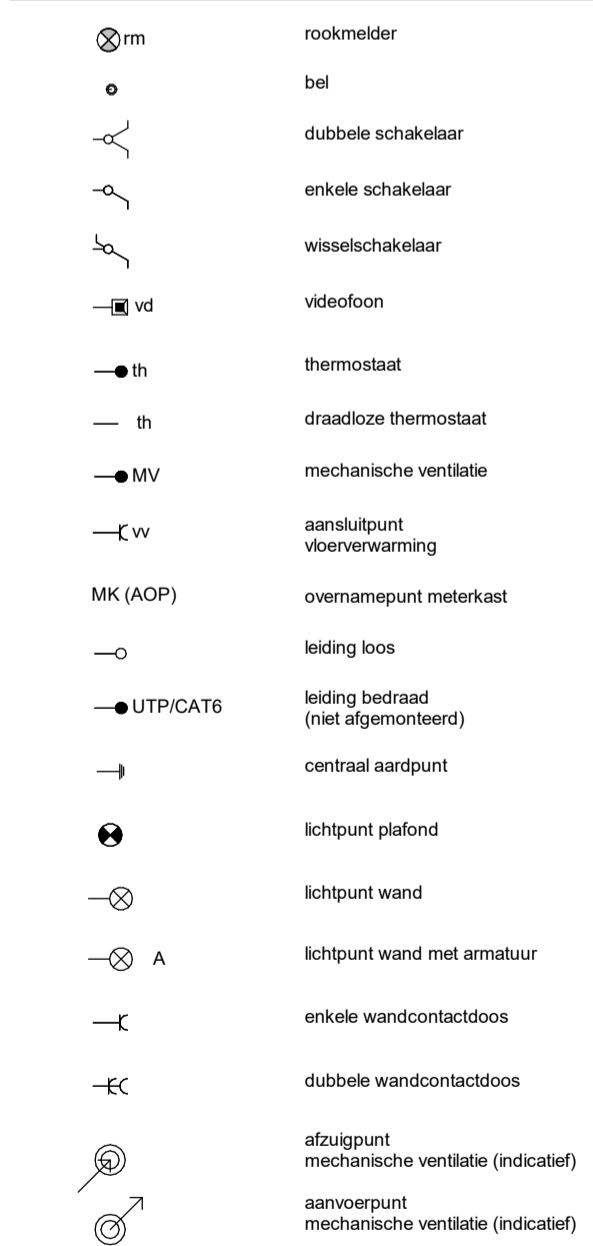 rm rookmelder
bel
dubbele schakelaar
enkele schakelaar
wisselschakelaar
vd videofoon
th thermostaat
th draadloze thermostaat
MV mechanische ventilatie
vv aansluitpunt
vloerverwarming
MK (AOP) overnamepunt meterkast
leiding loos
UTP/CAT6 leiding bedraad
(niet afgemonteerd)
centraal aardpunt
lichtpunt plafond
lichtpunt wand
A lichtpunt wand met armatuur
enkele wandcontactdoos
dubbele wandcontactdoos
afzuigpunt
mechanische ventilatie (indicatief)
aanvoerpunt
mechanische ventilatie (indicatief)